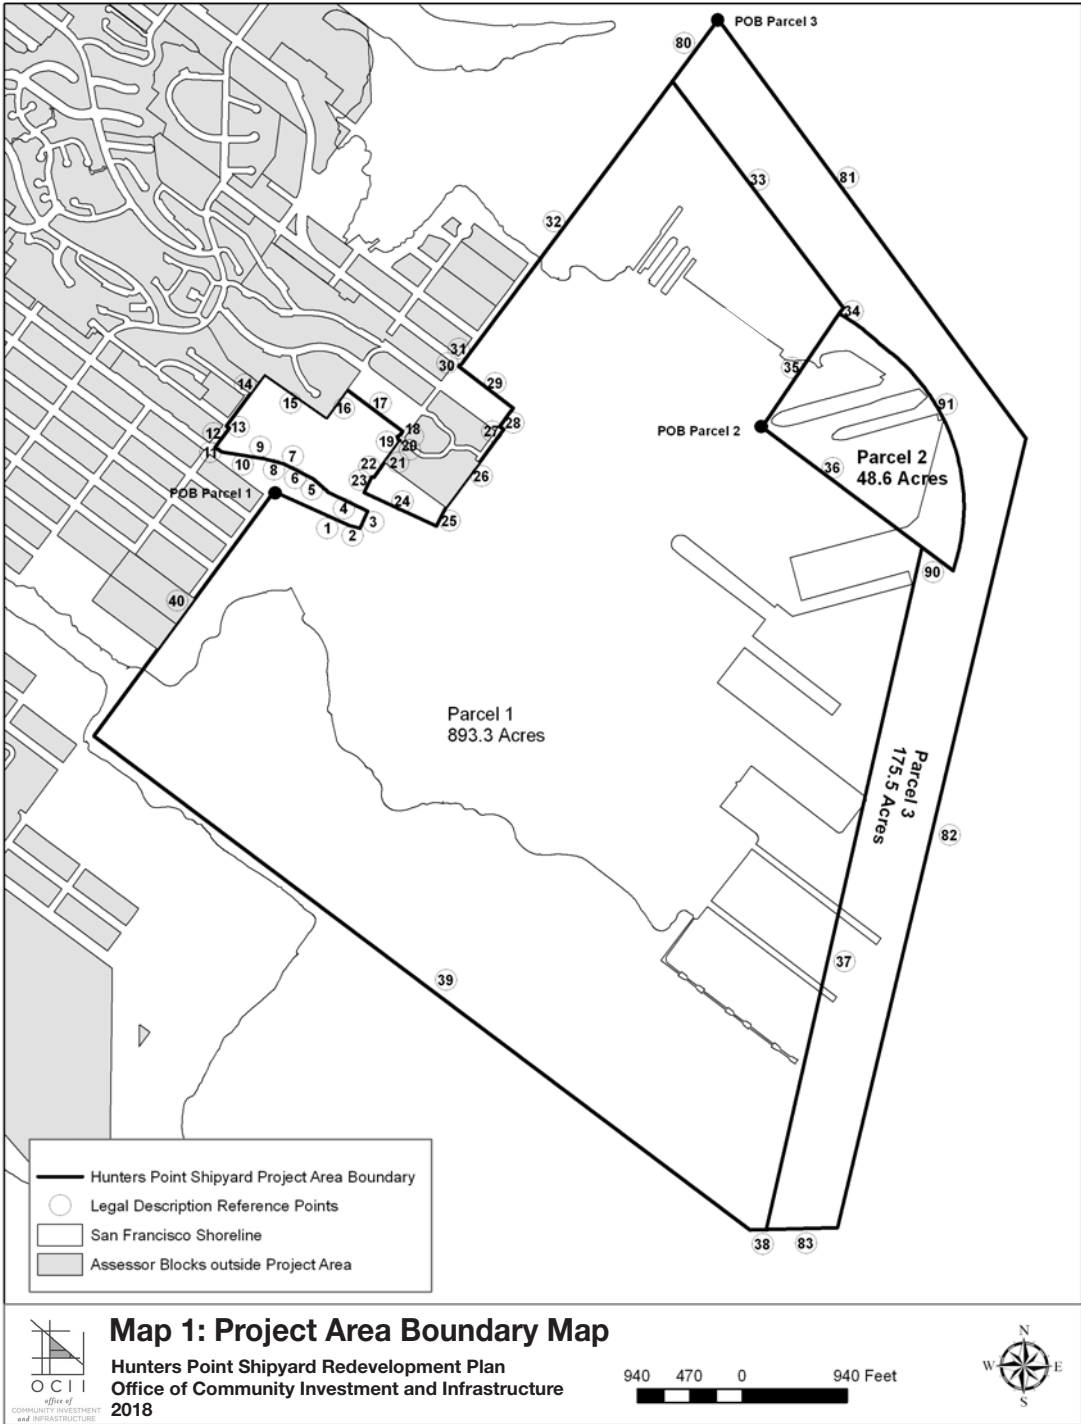 POB Parcel 3
80
81
33
32
34
31
30
35
29
14
15
16
17
91
28
POB Parcel 2
27
18
12
13
19
20
11
9
10
7
8
22
21
26
36
Parcel 2
48.6 Acres
6
5
23
POB Parcel 1
24
4
3
25
1
2
90
40
Parcel 1
893.3 Acres
Parcel 3
175.5 Acres
82
37
39
38
83
Hunters Point Shipyard Project Area Boundary
Legal Description Reference Points
San Francisco Shoreline
Assessor Blocks outside Project Area
Map 1: Project Area Boundary Map
Hunters Point Shipyard Redevelopment Plan
Office of Community Investment and Infrastructure
2018
OCII
office of
COMMUNITY INVESTMENT
and INFRASTRUCTURE
940 470 0 940 Feet
N
W E
S